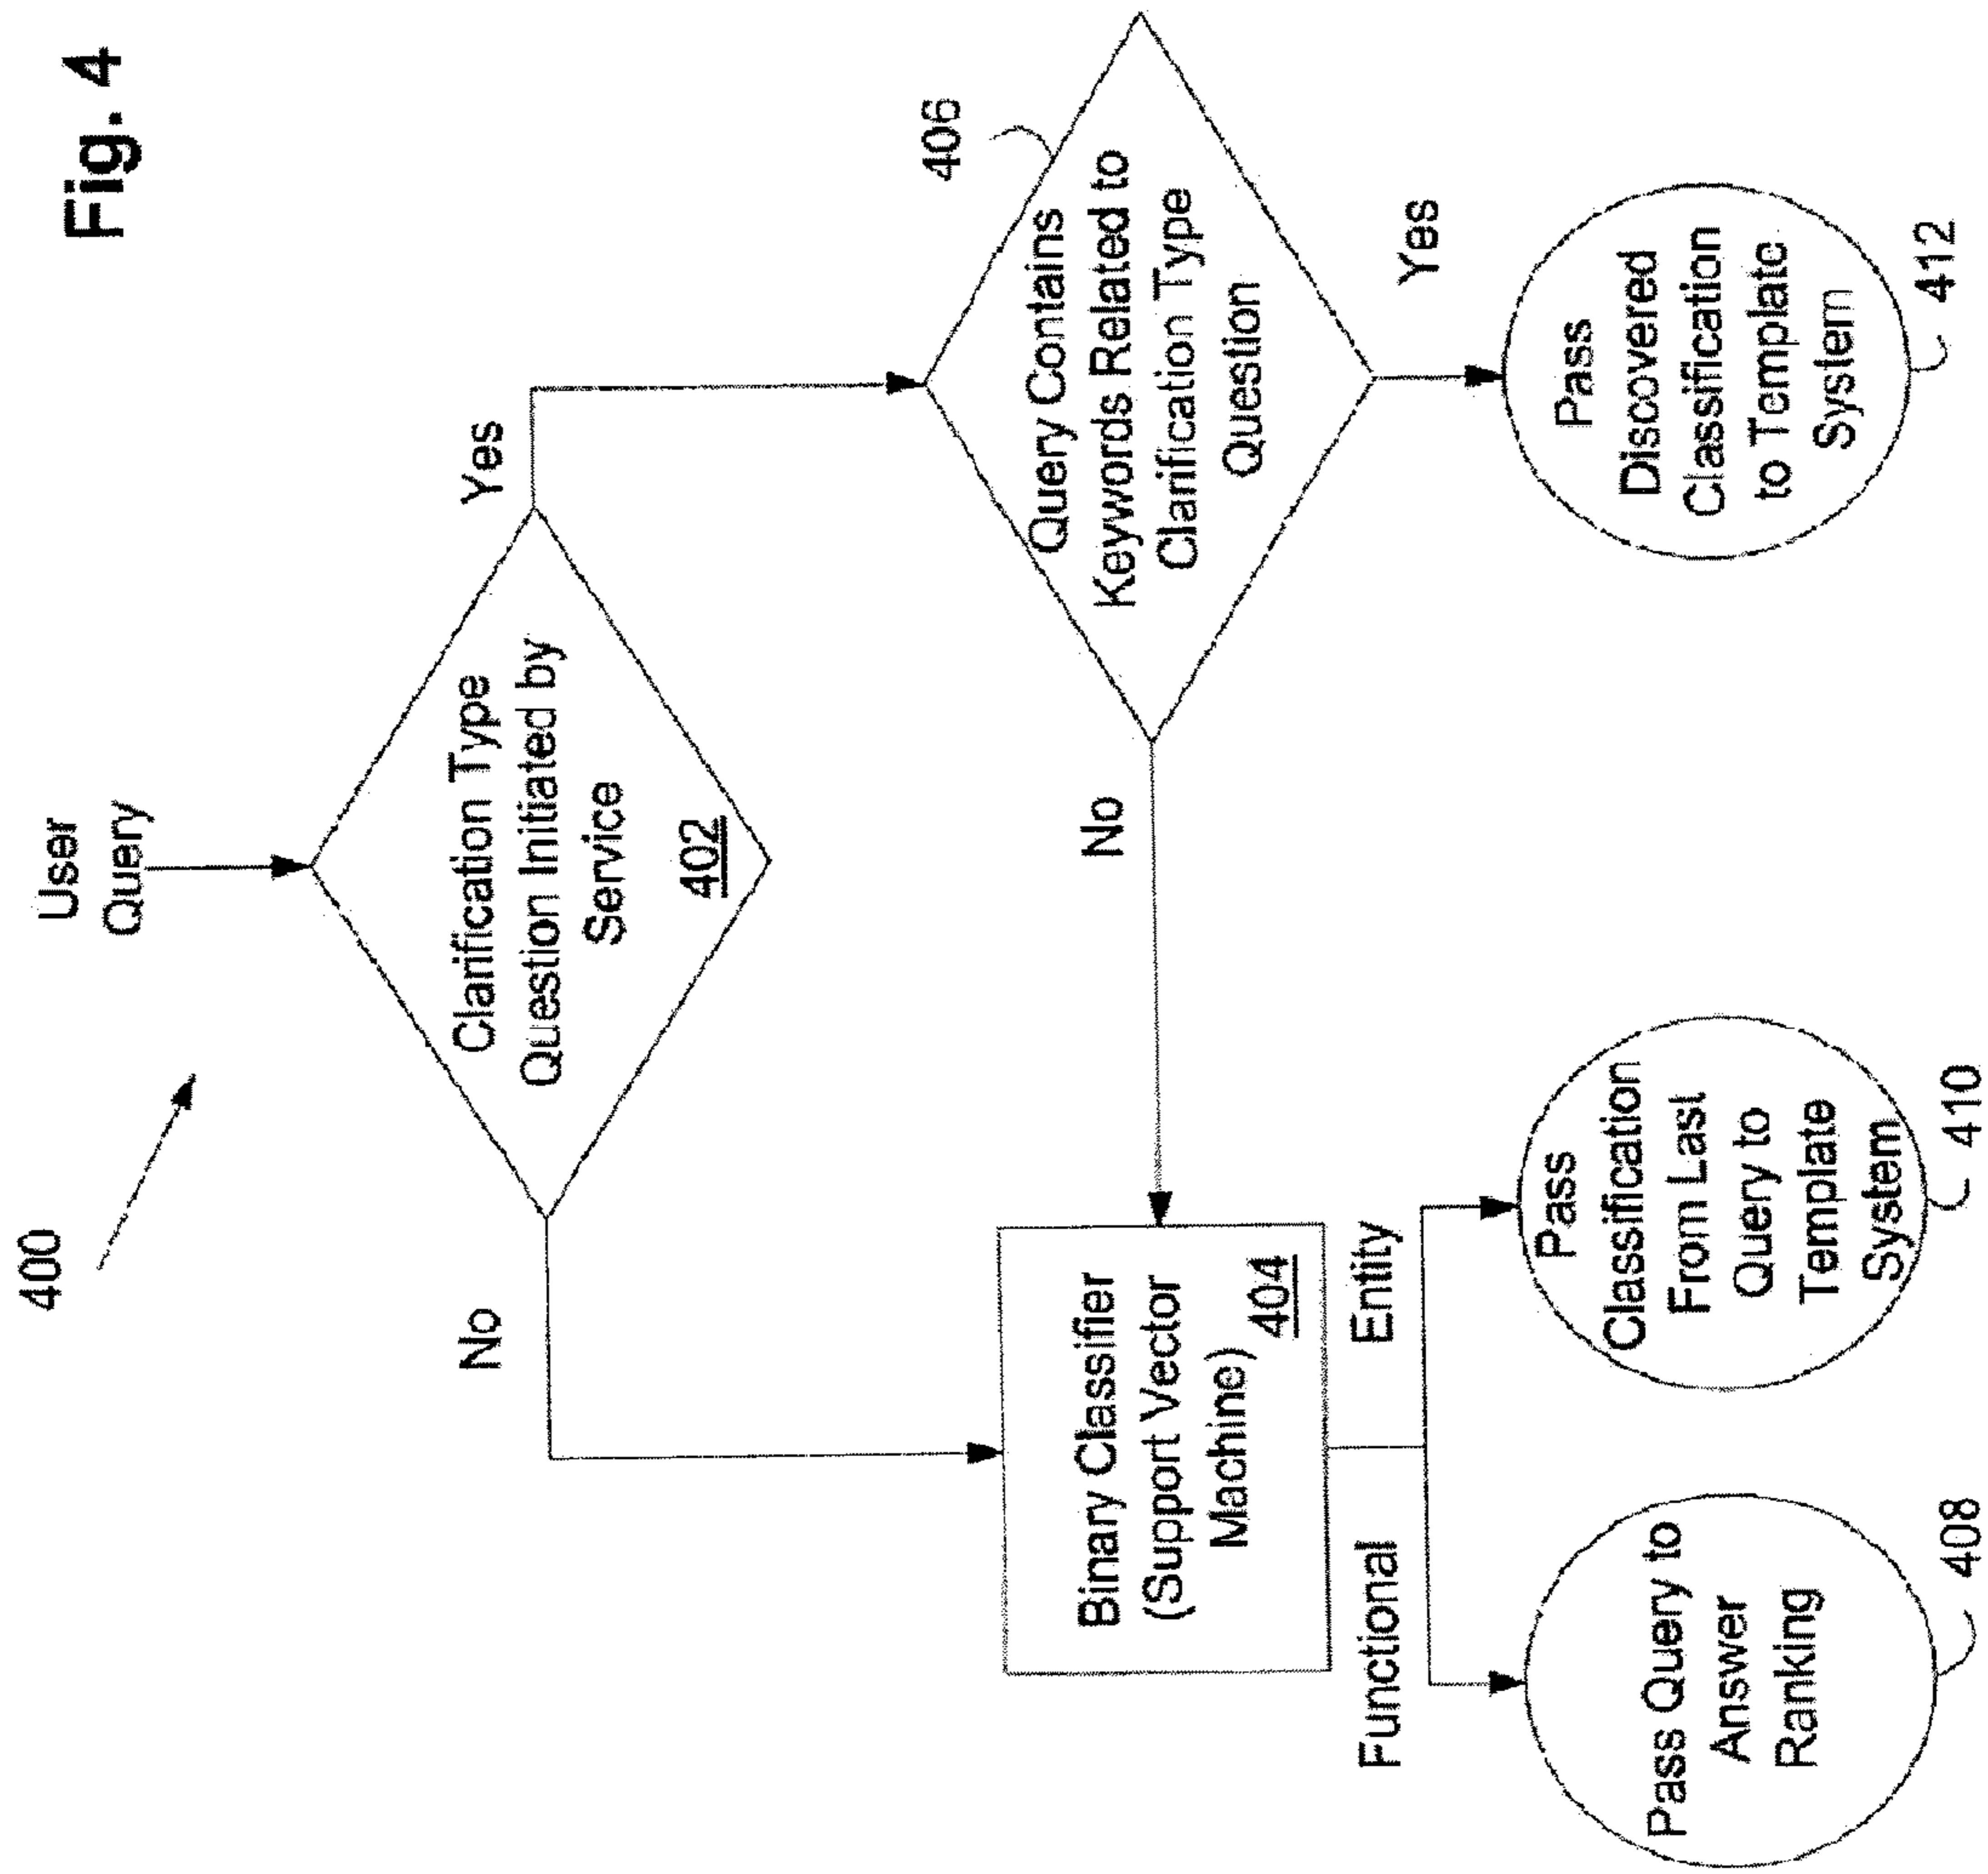 Fig. 4
400
User
Query
Clarification Type
Question Initiated by
Service
402
No
Yes
406
Query Contains
Keywords Related to
Clarification Type
Question
No
Yes
Binary Classifier
(Support Vector
Machine)
404
Functional
Entity
Pass Query to
Answer
Ranking
408
Pass
Classification
From Last
Query to
Template
System
410
Pass
Discovered
Classification
to Template
System
412